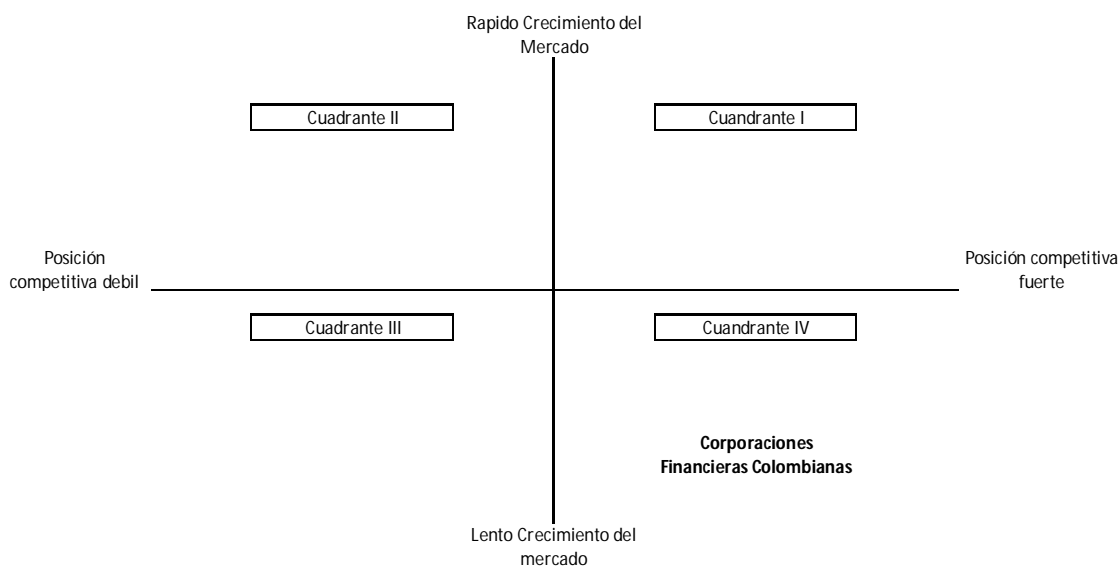 Rapido Crecimiento del
Mercado
Cuadrante II
Cuandrante I
Posición
competitiva debil
Posición competitiva
fuerte
Cuadrante III
Cuandrante IV
Corporaciones
Financieras Colombianas
Lento Crecimiento del
mercado